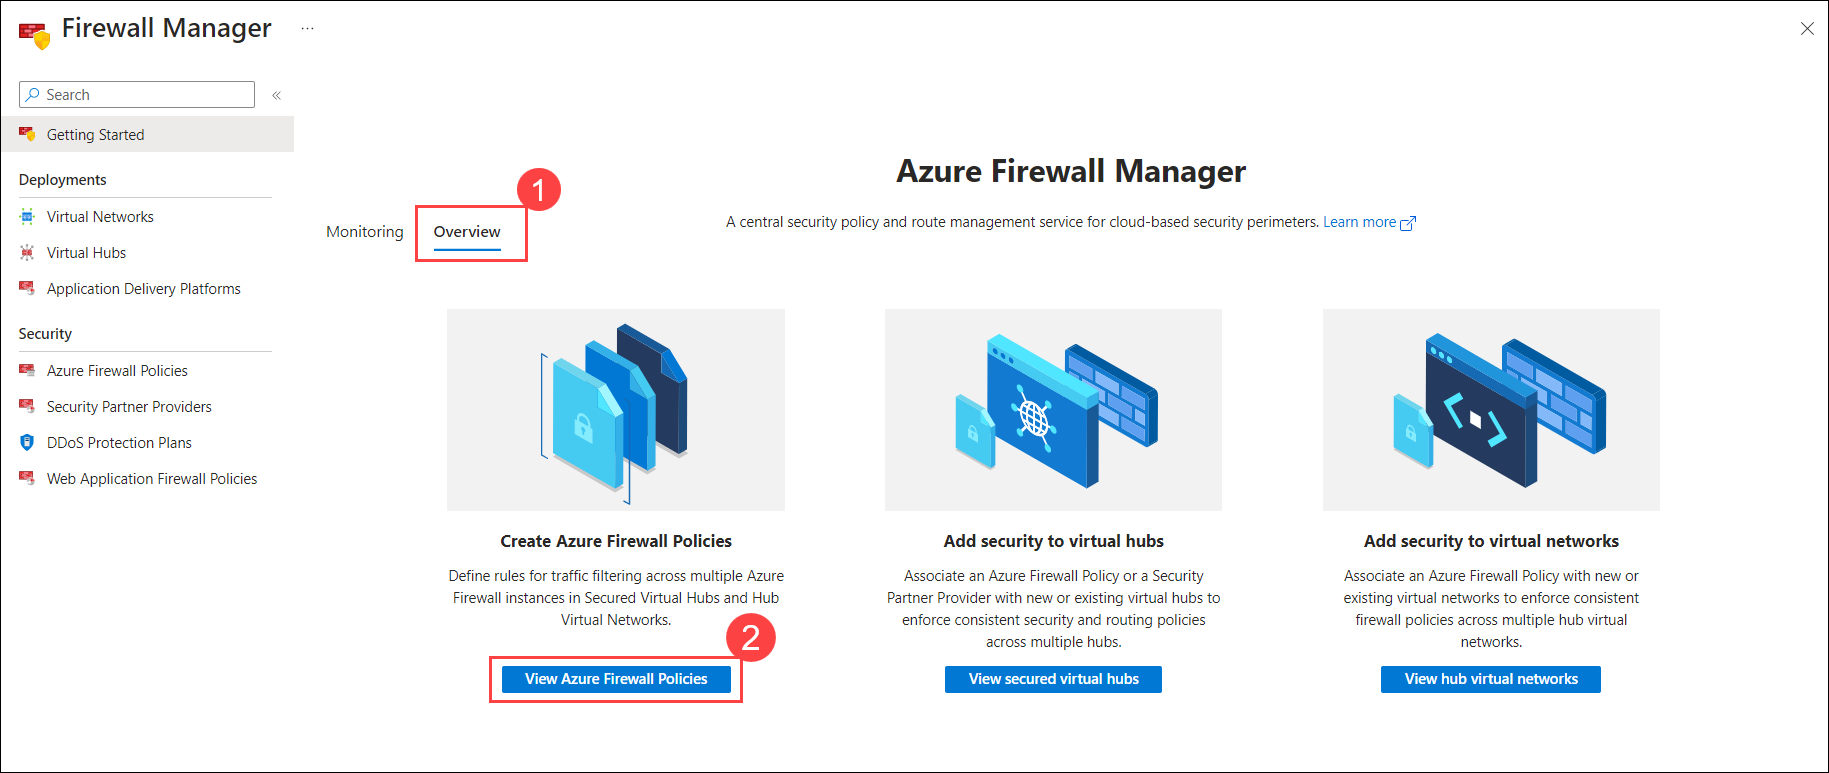 Firewall Manager ...
Search «
Getting Started
Deployments
Virtual Networks
Virtual Hubs
Application Delivery Platforms
Security
Azure Firewall Policies
Security Partner Providers
DDoS Protection Plans
Web Application Firewall Policies
Azure Firewall Manager
A central security policy and route management service for cloud-based security perimeters. Learn more
1
Monitoring Overview
Create Azure Firewall Policies
Define rules for traffic filtering across multiple Azure
Firewall instances in Secured Virtual Hubs and Hub
Virtual Networks.
2
View Azure Firewall Policies
Add security to virtual hubs
Associate an Azure Firewall Policy or a Security
Partner Provider with new or existing virtual hubs to
enforce consistent security and routing policies
across multiple hubs.
View secured virtual hubs
Add security to virtual networks
Associate an Azure Firewall Policy with new or
existing virtual networks to enforce consistent
firewall policies across multiple hub virtual
networks.
View hub virtual networks